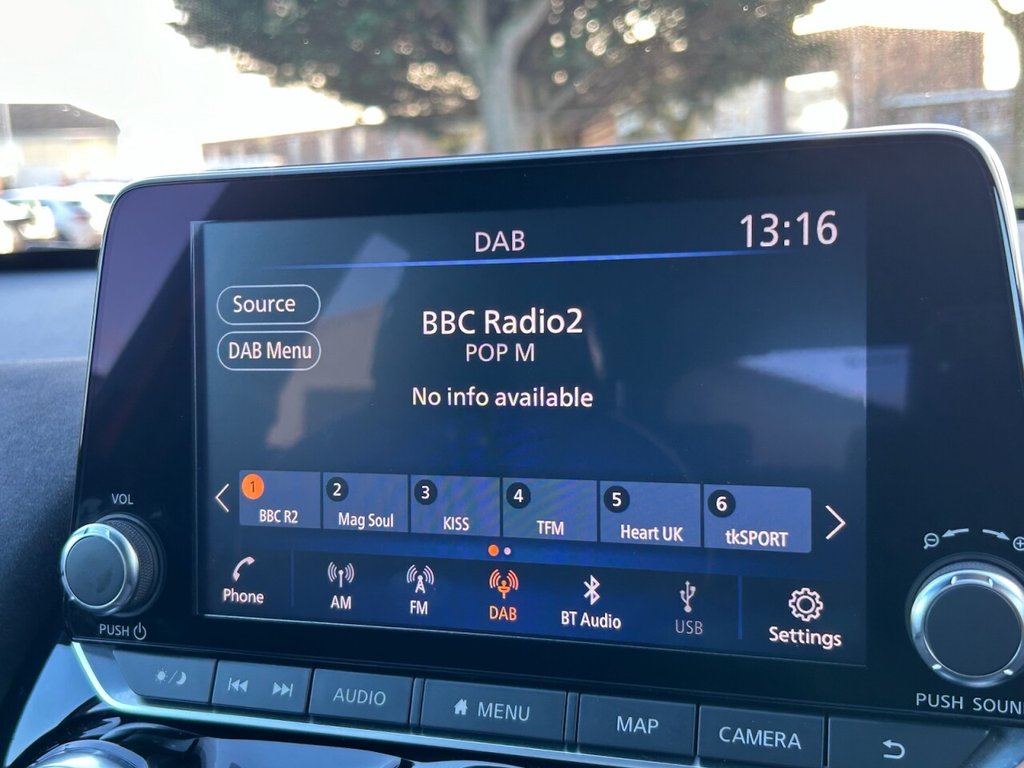 DAB
13:16
Source
DAB Menu
BBC Radio2
POP M
No info available
1
BBC R2
2
Mag Soul
3
KISS
4
TFM
5
Heart UK
6
tkSPORT
Phone
AM
FM
DAB
BT Audio
USB
Settings
VOL
PUSH
PUSH SOUN
AUDIO
MENU
MAP
CAMERA